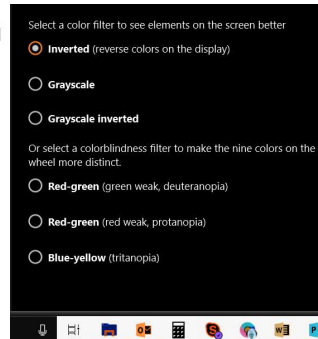 Select a color filter to see elements on the screen better
Inverted (reverse colors on the display)
Grayscale
Grayscale inverted
Or select a colorblindness filter to make the nine colors on the
wheel more distinct.
Red-green (green weak, deuteranopia)
Red-green (red weak, protanopia)
Blue-yellow (tritanopia)